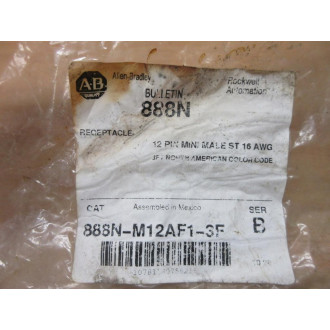 AB
Allen-Bradley
Rockwell
Automation
BULLETIN
888N
RECEPTACLE
12 PIN MINI MALE ST 16 AWG
3F, NORTH AMERICAN COLOR CODE
CAT
Assembled in Mexico
SER
888N-M12AF1-3F
B